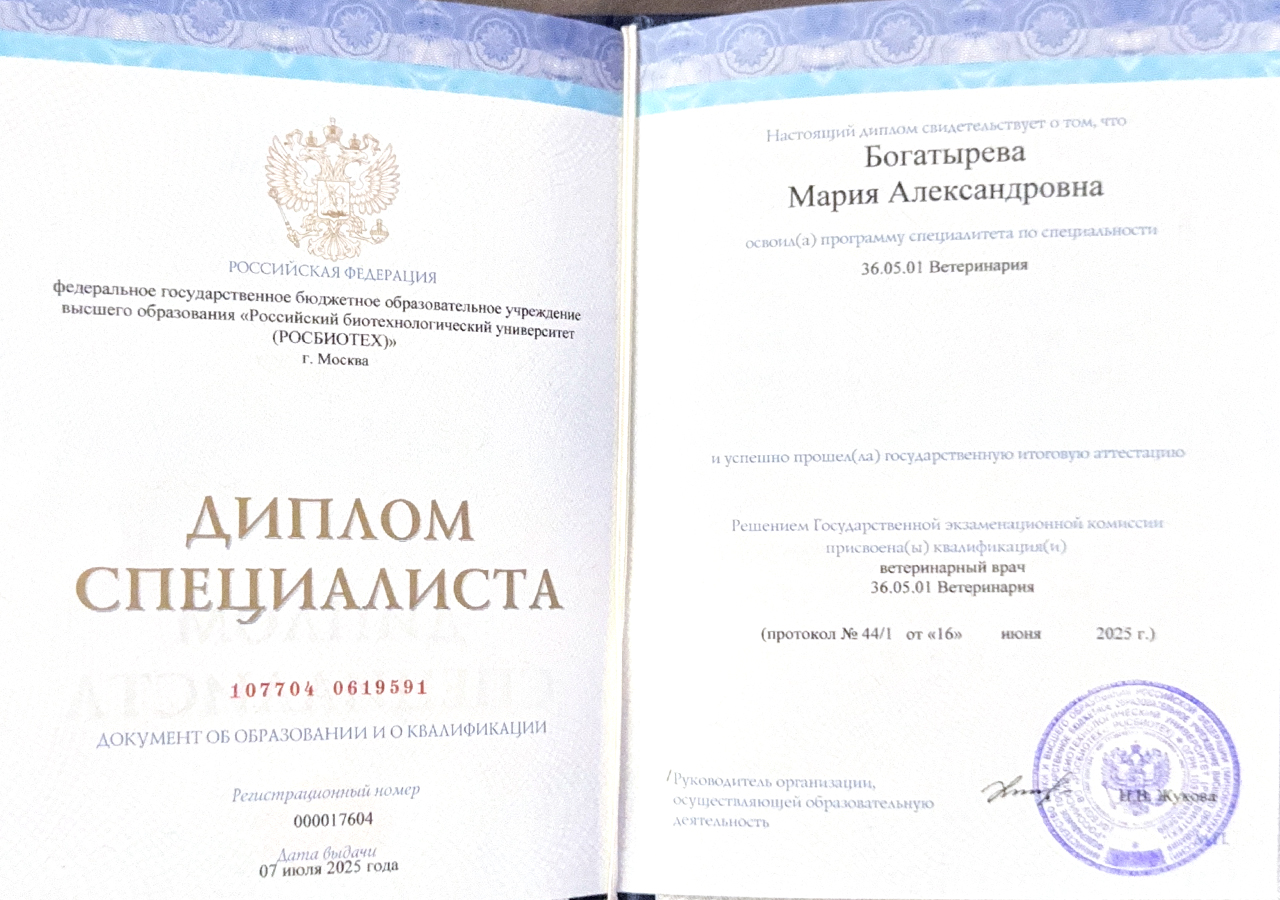 РОССИЙСКАЯ ФЕДЕРАЦИЯ
федеральное государственное бюджетное образовательное учреждение
высшего образования «Российский биотехнологический университет
(РОСБИОТЕХ)»
г. Москва
ДИПЛОМ
СПЕЦИАЛИСТА
107704 0619591
ДОКУМЕНТ ОБ ОБРАЗОВАНИИ И О КВАЛИФИКАЦИИ
Регистрационный номер
000017604
Дата выдачи
07 июля 2025 года
Настоящий диплом свидетельствует о том, что
Богатырева
Мария Александровна
освоил(а) программу специалитета по специальности
36.05.01 Ветеринария
и успешно прошел(ла) государственную итоговую аттестацию
Решением Государственной экзаменационной комиссии
присвоена(ы) квалификация(и)
ветеринарный врач
36.05.01 Ветеринария
(протокол № 44/1 от «16» июня 2025 г.)
Руководитель организации,
осуществляющей образовательную
деятельность
Н.В. Жукова